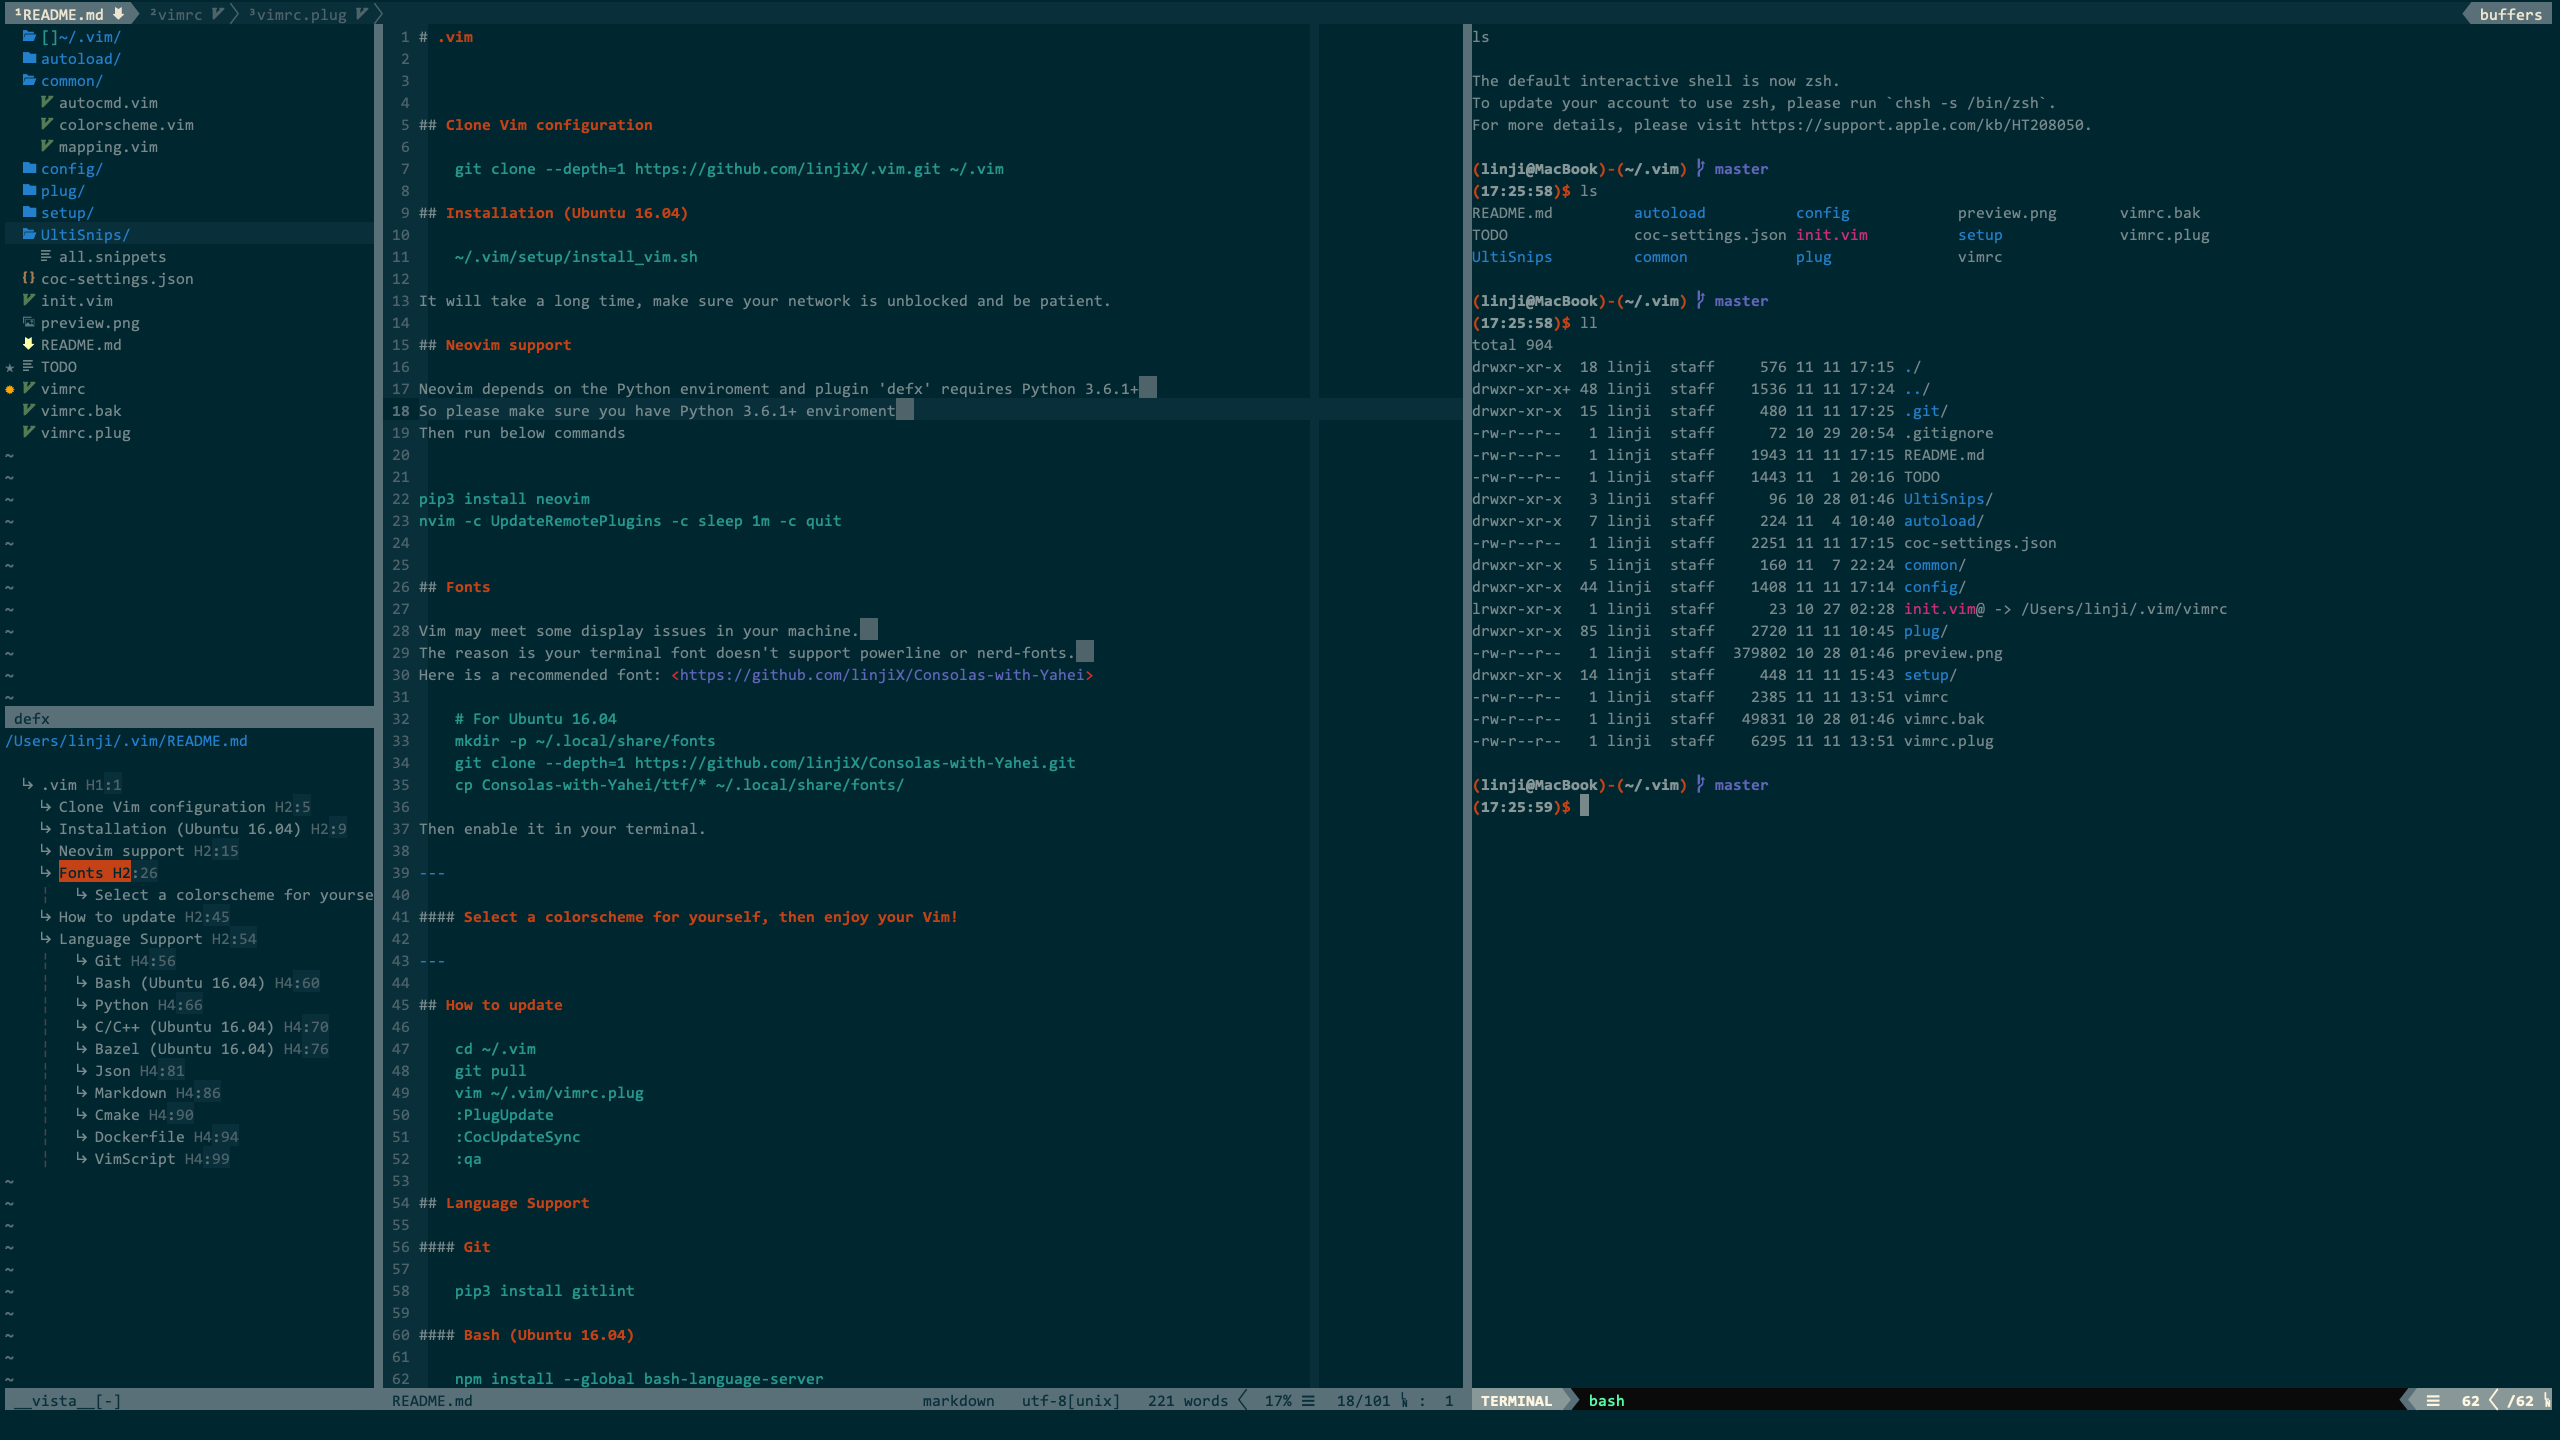 ¹README.md ²vimrc ³vimrc.plug buffers
[]~/.vim/
autoload/
common/
autocmd.vim
colorscheme.vim
mapping.vim
config/
plug/
setup/
UltiSnips/
all.snippets
{} coc-settings.json
init.vim
preview.png
README.md
★ TODO
vimrc
vimrc.bak
vimrc.plug
~
~
~
~
~
~
~
~
~
~
~
~
defx
/Users/linji/.vim/README.md
↳ .vim H1:1
↳ Clone Vim configuration H2:5
↳ Installation (Ubuntu 16.04) H2:9
↳ Neovim support H2:15
↳ Fonts H2:26
↳ Select a colorscheme for yourse
↳ How to update H2:45
↳ Language Support H2:54
↳ Git H4:56
↳ Bash (Ubuntu 16.04) H4:60
↳ Python H4:66
↳ C/C++ (Ubuntu 16.04) H4:70
↳ Bazel (Ubuntu 16.04) H4:76
↳ Json H4:81
↳ Markdown H4:86
↳ Cmake H4:90
↳ Dockerfile H4:94
↳ VimScript H4:99
~
~
~
~
~
~
~
~
~
~
__vista__[-]
1 # .vim
2
3
4
5 ## Clone Vim configuration
6
7 git clone --depth=1 https://github.com/linjiX/.vim.git ~/.vim
8
9 ## Installation (Ubuntu 16.04)
10
11 ~/.vim/setup/install_vim.sh
12
13 It will take a long time, make sure your network is unblocked and be patient.
14
15 ## Neovim support
16
17 Neovim depends on the Python enviroment and plugin 'defx' requires Python 3.6.1+
18 So please make sure you have Python 3.6.1+ enviroment
19 Then run below commands
20
21
22 pip3 install neovim
23 nvim -c UpdateRemotePlugins -c sleep 1m -c quit
24
25
26 ## Fonts
27
28 Vim may meet some display issues in your machine.
29 The reason is your terminal font doesn't support powerline or nerd-fonts.
30 Here is a recommended font: <https://github.com/linjiX/Consolas-with-Yahei>
31
32 # For Ubuntu 16.04
33 mkdir -p ~/.local/share/fonts
34 git clone --depth=1 https://github.com/linjiX/Consolas-with-Yahei.git
35 cp Consolas-with-Yahei/ttf/* ~/.local/share/fonts/
36
37 Then enable it in your terminal.
38
39 ---
40
41 #### Select a colorscheme for yourself, then enjoy your Vim!
42
43 ---
44
45 ## How to update
46
47 cd ~/.vim
48 git pull
49 vim ~/.vim/vimrc.plug
50 :PlugUpdate
51 :CocUpdateSync
52 :qa
53
54 ## Language Support
55
56 #### Git
57
58 pip3 install gitlint
59
60 #### Bash (Ubuntu 16.04)
61
62 npm install --global bash-language-server
README.md markdown utf-8[unix] 221 words 17% ☰ 18/101 : 1
ls
The default interactive shell is now zsh.
To update your account to use zsh, please run `chsh -s /bin/zsh`.
For more details, please visit https://support.apple.com/kb/HT208050.
(linji@MacBook)-(~/.vim) master
(17:25:58)$ ls
README.md autoload config preview.png vimrc.bak
TODO coc-settings.json init.vim setup vimrc.plug
UltiSnips common plug vimrc
(linji@MacBook)-(~/.vim) master
(17:25:58)$ ll
total 904
drwxr-xr-x 18 linji staff 576 11 11 17:15 ./
drwxr-xr-x+ 48 linji staff 1536 11 11 17:24 ../
drwxr-xr-x 15 linji staff 480 11 11 17:25 .git/
-rw-r--r-- 1 linji staff 72 10 29 20:54 .gitignore
-rw-r--r-- 1 linji staff 1943 11 11 17:15 README.md
-rw-r--r-- 1 linji staff 1443 11 1 20:16 TODO
drwxr-xr-x 3 linji staff 96 10 28 01:46 UltiSnips/
drwxr-xr-x 7 linji staff 224 11 4 10:40 autoload/
-rw-r--r-- 1 linji staff 2251 11 11 17:15 coc-settings.json
drwxr-xr-x 5 linji staff 160 11 7 22:24 common/
drwxr-xr-x 44 linji staff 1408 11 11 17:14 config/
lrwxr-xr-x 1 linji staff 23 10 27 02:28 init.vim@ -> /Users/linji/.vim/vimrc
drwxr-xr-x 85 linji staff 2720 11 11 10:45 plug/
-rw-r--r-- 1 linji staff 379802 10 28 01:46 preview.png
drwxr-xr-x 14 linji staff 448 11 11 15:43 setup/
-rw-r--r-- 1 linji staff 2385 11 11 13:51 vimrc
-rw-r--r-- 1 linji staff 49831 10 28 01:46 vimrc.bak
-rw-r--r-- 1 linji staff 6295 11 11 13:51 vimrc.plug
(linji@MacBook)-(~/.vim) master
(17:25:59)$
TERMINAL bash ☰ 62 /62